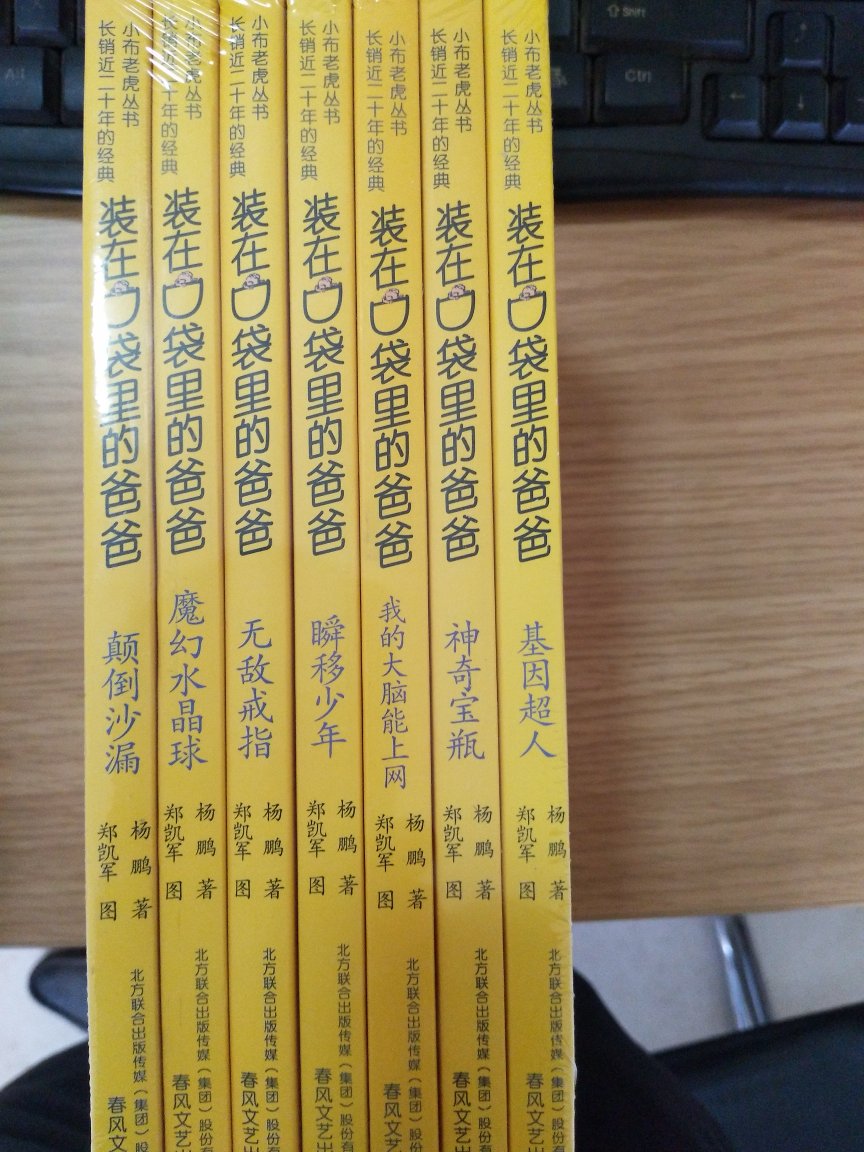 Alt
Shift
Ctrl
小布老虎丛书
长销近二十年的经典
装在口袋里的爸爸
颠倒沙漏
杨鹏 著
郑凯军 图
北方联合出版传媒（集团）股
春风文
小布老虎丛书
长销近二十年的经典
装在口袋里的爸爸
魔幻水晶球
杨鹏 著
郑凯军 图
北方联合出版传媒（集团）股份有
春风文艺出
小布老虎丛书
长销近二十年的经典
装在口袋里的爸爸
无敌戒指
杨鹏 著
郑凯军 图
北方联合出版传媒（集团）股份有
春风文艺出
小布老虎丛书
长销近二十年的经典
装在口袋里的爸爸
瞬移少年
杨鹏 著
郑凯军 图
北方联合出版传媒（集团）股份有
春风文艺出
小布老虎丛书
长销近二十年的经典
装在口袋里的爸爸
我的大脑能上网
杨鹏 著
郑凯军 图
北方联合出版传媒（集团）股份
春风文艺
小布老虎丛书
长销近二十年的经典
装在口袋里的爸爸
神奇宝瓶
杨鹏 著
郑凯军 图
北方联合出版传媒（集团）股份有
春风文艺出
小布老虎丛书
长销近二十年的经典
装在口袋里的爸爸
基因超人
杨鹏 著
郑凯军 图
北方联合出版传媒（集团）股份有
春风文艺出